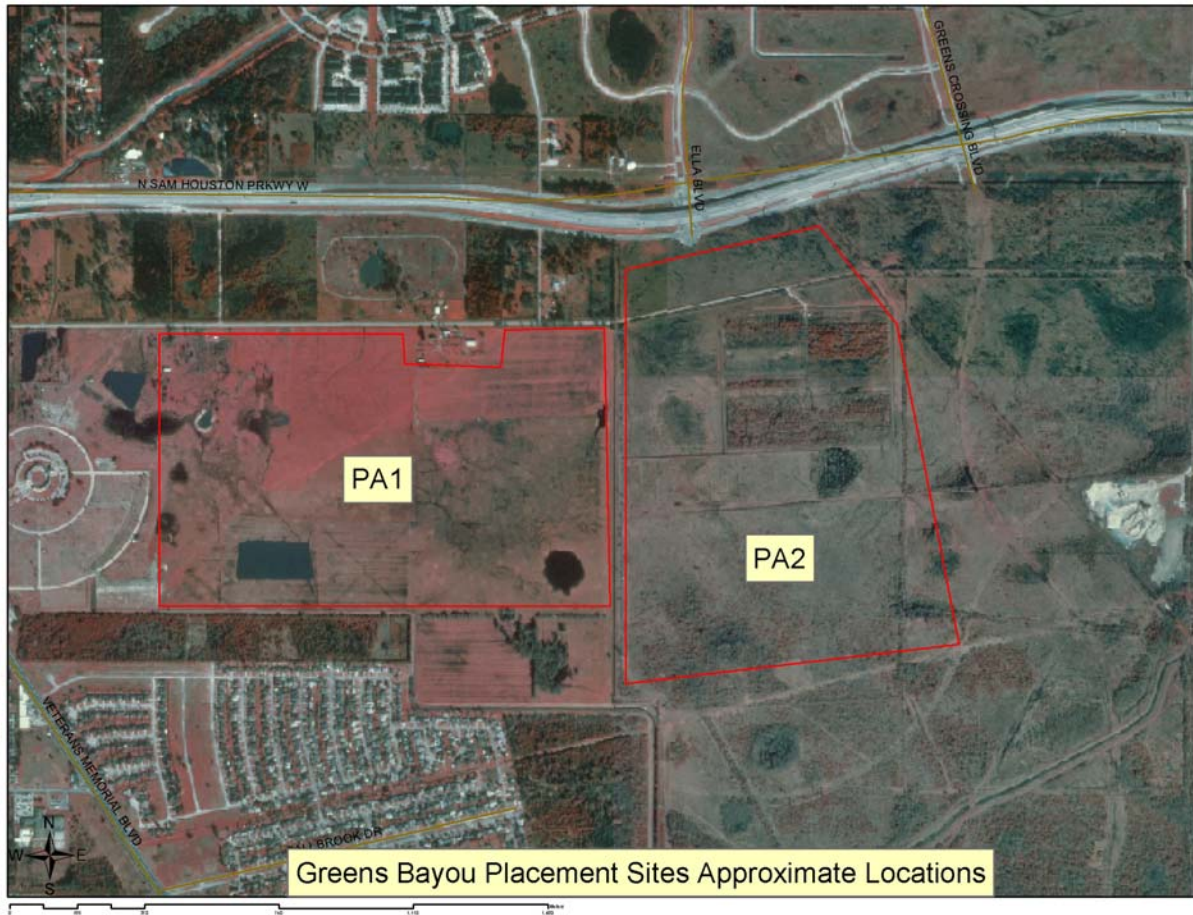 GREENS CROSSING BLVD
ELLA BLVD
N SAM HOUSTON PRKWY W
PA1
PA2
VETERANS MEMORIAL BLVD
BROOK DR
N
W E
S
Greens Bayou Placement Sites Approximate Locations